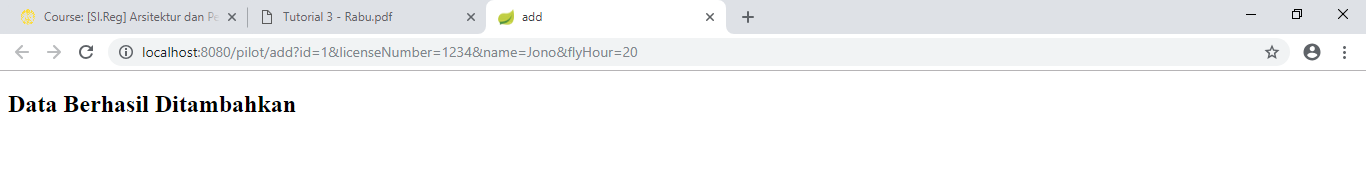 Course: [SI.Reg] Arsitektur dan Pe
Tutorial 3 - Rabu.pdf
add
localhost:8080/pilot/add?id=1&licenseNumber=1234&name=Jono&flyHour=20
Data Berhasil Ditambahkan